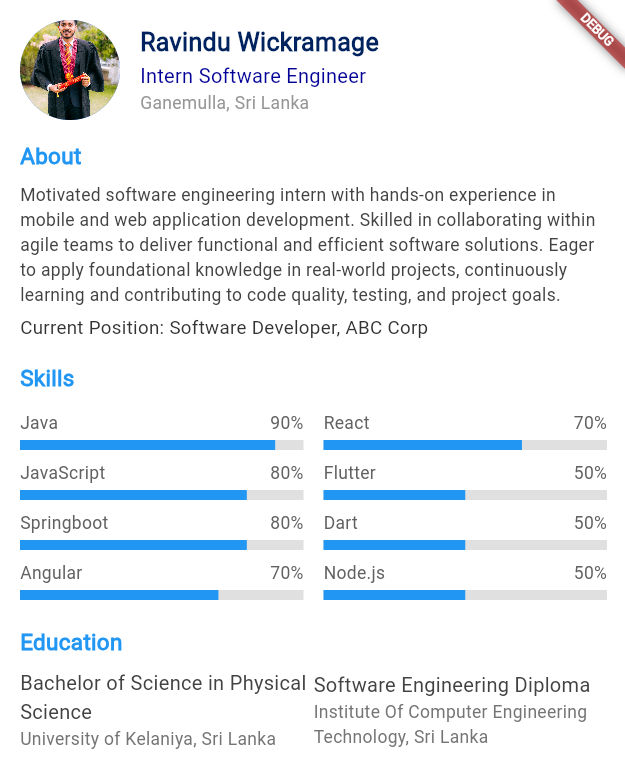 Ravindu Wickramage
Intern Software Engineer
Ganemulla, Sri Lanka
DEBUG
About
Motivated software engineering intern with hands-on experience in
mobile and web application development. Skilled in collaborating within
agile teams to deliver functional and efficient software solutions. Eager
to apply foundational knowledge in real-world projects, continuously
learning and contributing to code quality, testing, and project goals.
Current Position: Software Developer, ABC Corp
Skills
Java 90%
React 70%
JavaScript 80%
Flutter 50%
Springboot 80%
Dart 50%
Angular 70%
Node.js 50%
Education
Bachelor of Science in Physical
Science
University of Kelaniya, Sri Lanka
Software Engineering Diploma
Institute Of Computer Engineering
Technology, Sri Lanka